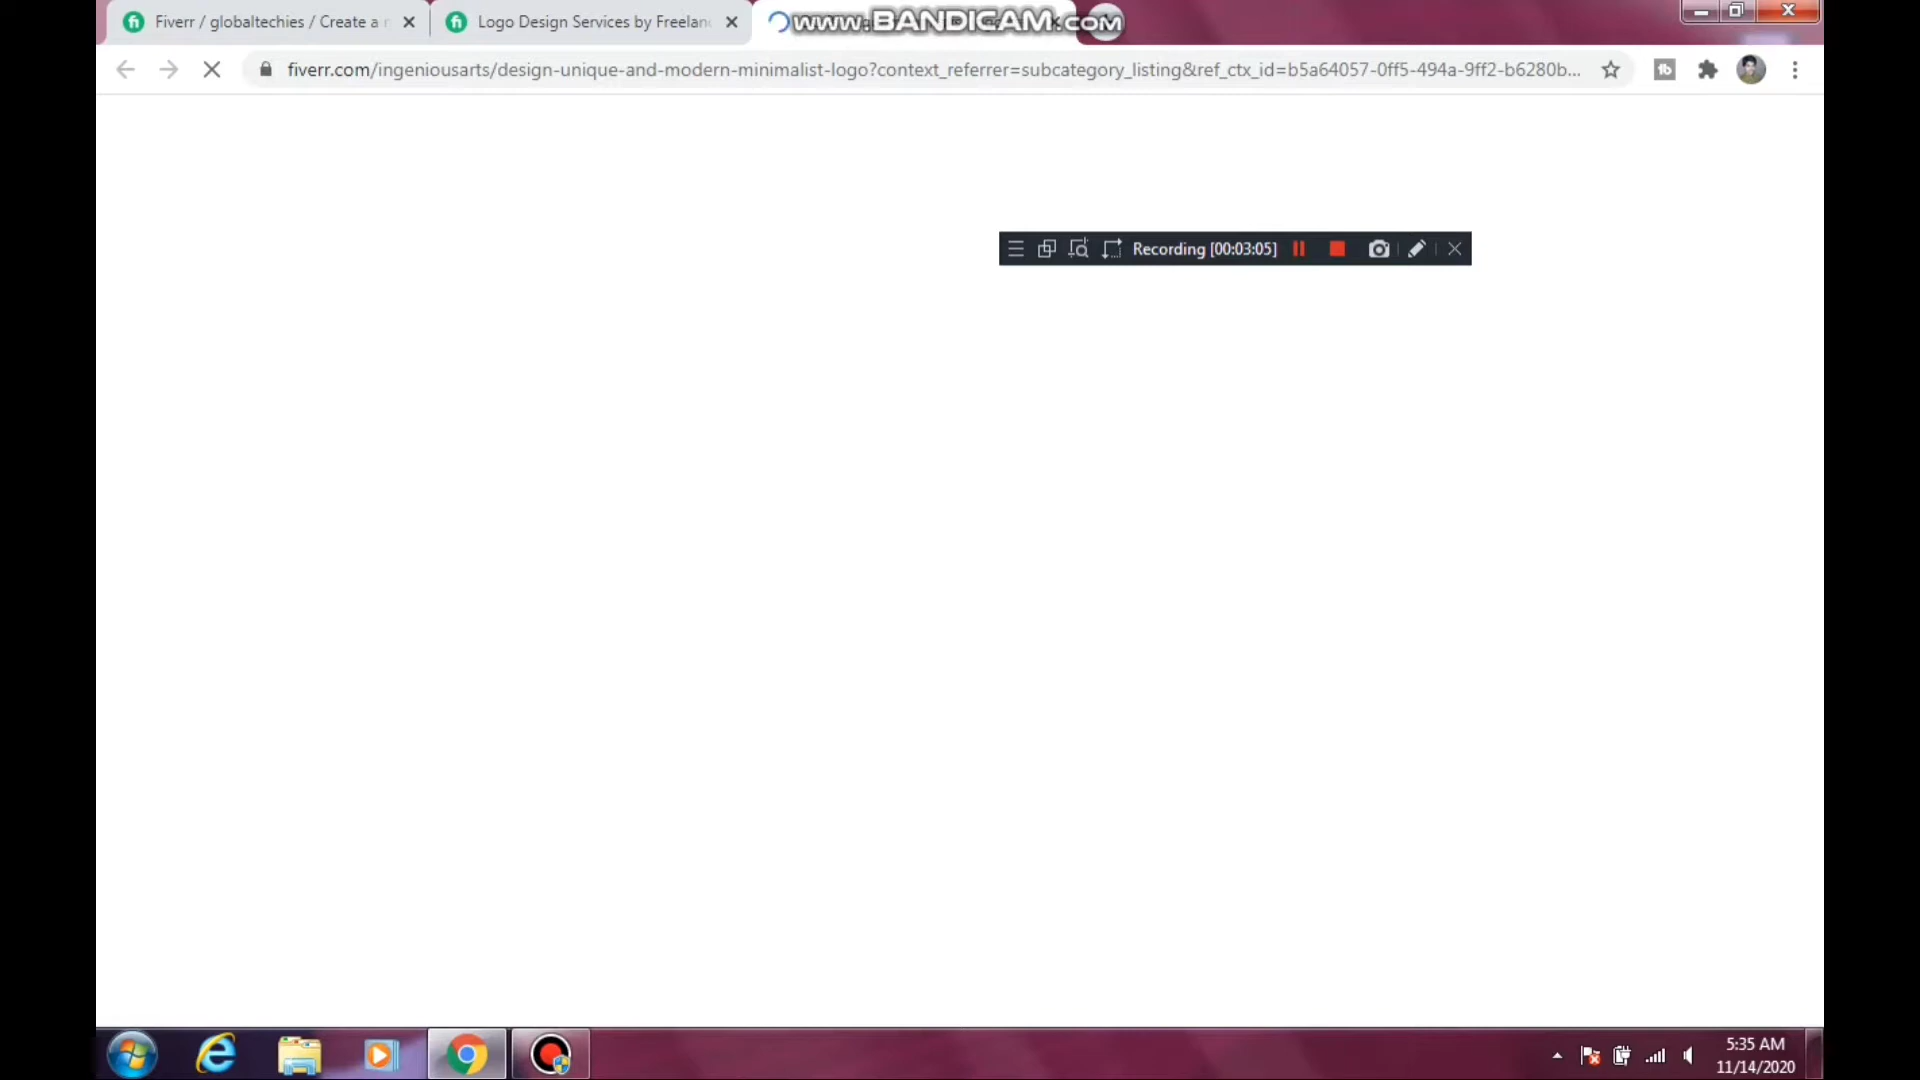 Fiverr / globaltechies / Create a
Logo Design Services by Freelan
www.BANDICAM.com
fiverr.com/ingeniousarts/design-unique-and-modern-minimalist-logo?context_referrer=subcategory_listing&ref_ctx_id=b5a64057-0ff5-494a-9ff2-b6280b...
Recording [00:03:05]
5:35 AM
11/14/2020